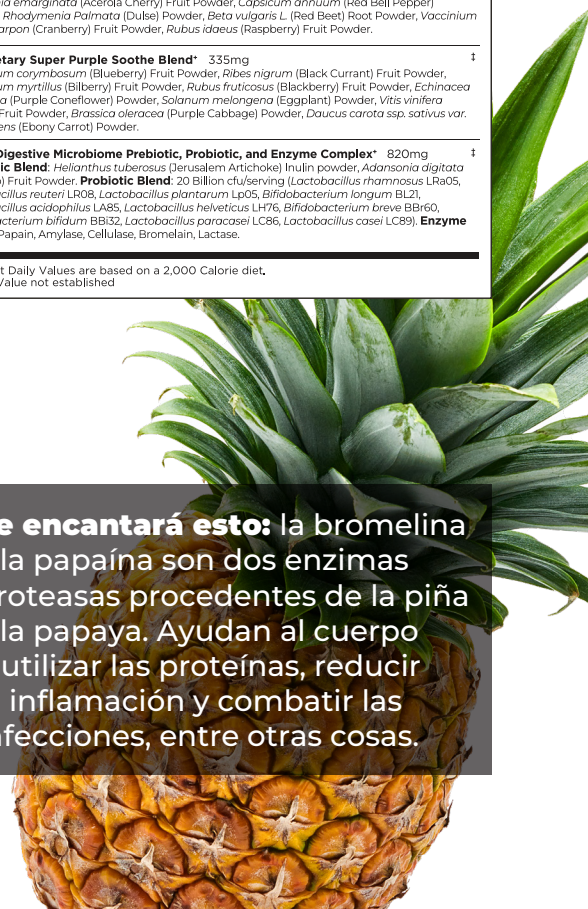 emarginata (Acerola Cherry) Fruit Powder, Capsicum annuum (Red Bell Pepper)
Rhodymenia Palmata (Dulse) Powder, Beta vulgaris L. (Red Beet) Root Powder, Vaccinium
arpon (Cranberry) Fruit Powder, Rubus idaeus (Raspberry) Fruit Powder.
etary Super Purple Soothe Blend⁺ 335mg ‡
um corymbosum (Blueberry) Fruit Powder, Ribes nigrum (Black Currant) Fruit Powder,
um myrtillus (Bilberry) Fruit Powder, Rubus fruticosus (Blackberry) Fruit Powder, Echinacea
a (Purple Coneflower) Powder, Solanum melongena (Eggplant) Powder, Vitis vinifera
Fruit Powder, Brassica oleracea (Purple Cabbage) Powder, Daucus carota ssp. sativus var.
ens (Ebony Carrot) Powder.
Digestive Microbiome Prebiotic, Probiotic, and Enzyme Complex⁺ 820mg ‡
ic Blend: Helianthus tuberosus (Jerusalem Artichoke) Inulin powder, Adansonia digitata
) Fruit Powder. Probiotic Blend: 20 Billion cfu/serving (Lactobacillus rhamnosus LRa05,
cillus reuteri LR08, Lactobacillus plantarum Lp05, Bifidobacterium longum BL21,
cillus acidophilus LA85, Lactobacillus helveticus LH76, Bifidobacterium breve BBr60,
acterium bifidum BBi32, Lactobacillus paracasei LC86, Lactobacillus casei LC89). Enzyme
Papain, Amylase, Cellulase, Bromelain, Lactase.
t Daily Values are based on a 2,000 Calorie diet.
Value not established
e encantará esto: la bromelina
la papaína son dos enzimas
roteasas procedentes de la piña
la papaya. Ayudan al cuerpo
utilizar las proteínas, reducir
inflamación y combatir las
nfecciones, entre otras cosas.